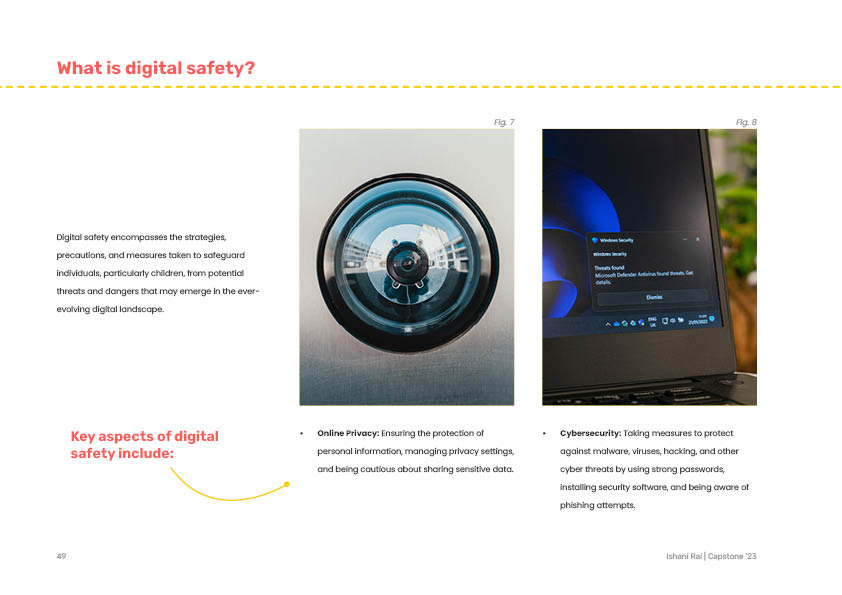 What is digital safety?
Fig. 7
Fig. 8
Digital safety encompasses the strategies,
precautions, and measures taken to safeguard
individuals, particularly children, from potential
threats and dangers that may emerge in the ever-
evolving digital landscape.
Windows Security
Windows Security
Threats found
Microsoft Defender Antivirus found threats. Get
details.
Dismiss
ENG
UK
21/01/2023
Key aspects of digital
safety include:
• Online Privacy: Ensuring the protection of
personal information, managing privacy settings,
and being cautious about sharing sensitive data.
• Cybersecurity: Taking measures to protect
against malware, viruses, hacking, and other
cyber threats by using strong passwords,
installing security software, and being aware of
phishing attempts.
49
Ishani Rai | Capstone '23